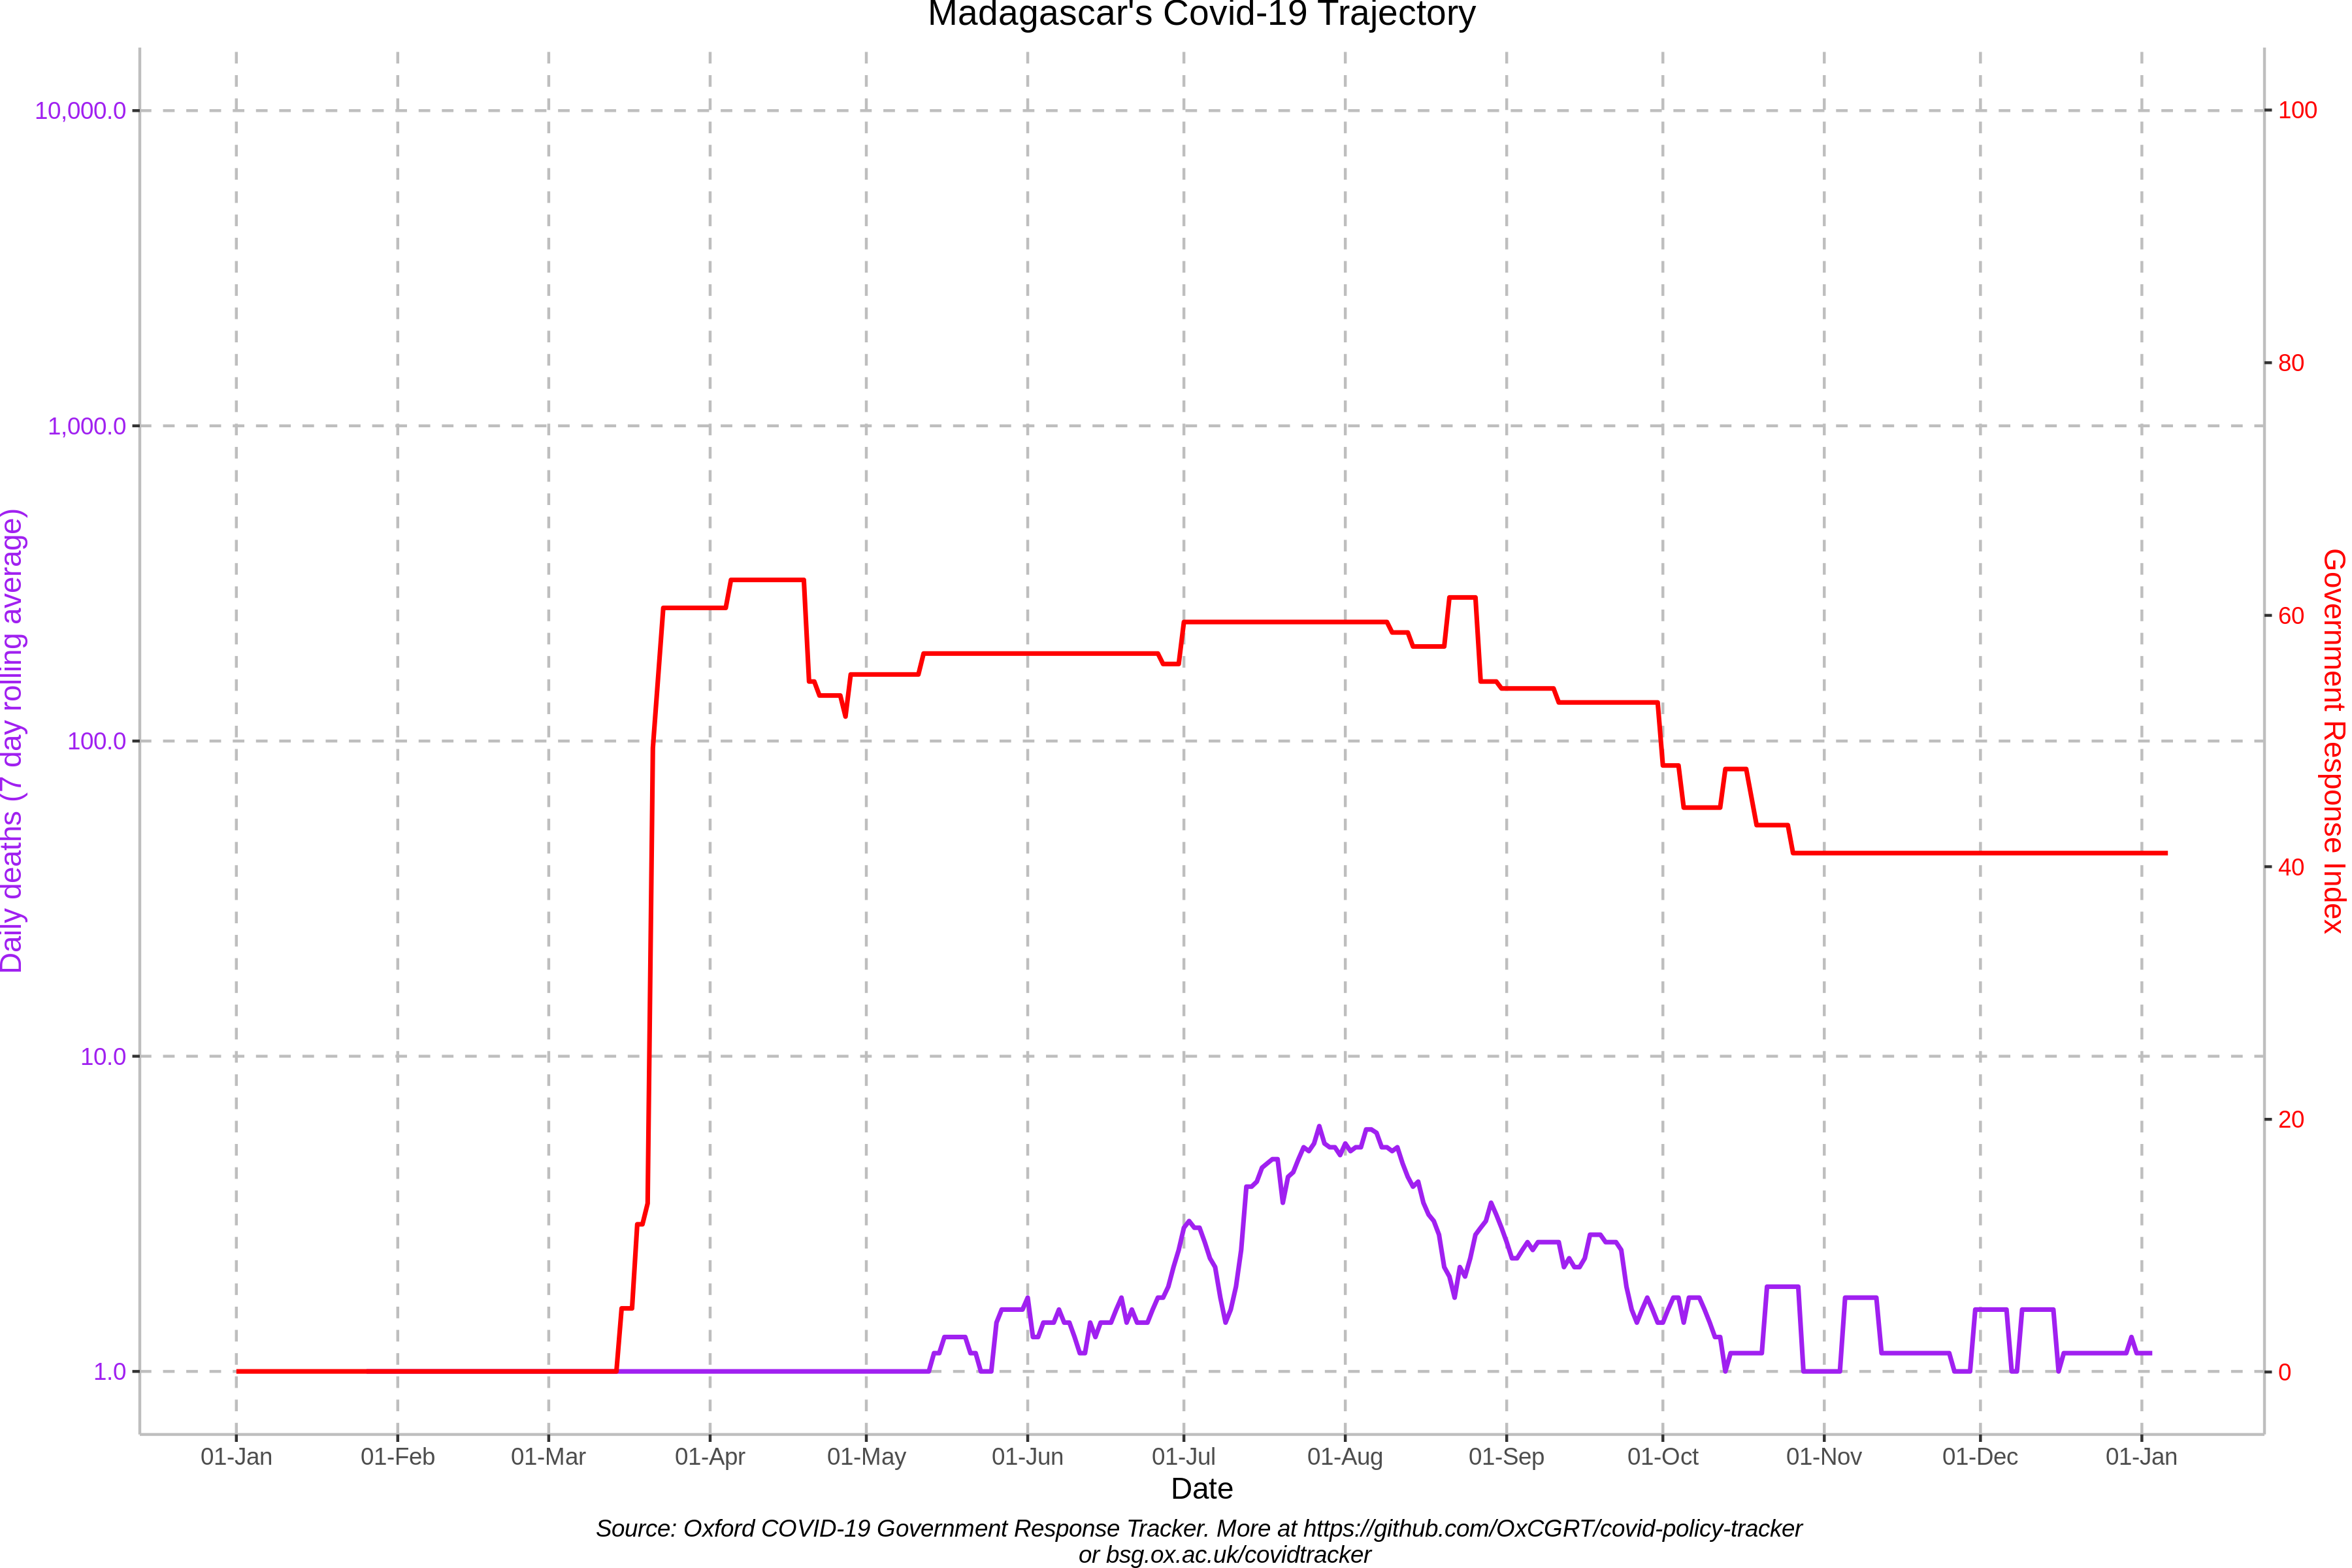 Madagascar's Covid-19 Trajectory
10,000.0
1,000.0
100.0
10.0
1.0
Daily deaths (7 day rolling average)
100
80
60
40
20
0
Government Response Index
01-Jan 01-Feb 01-Mar 01-Apr 01-May 01-Jun 01-Jul 01-Aug 01-Sep 01-Oct 01-Nov 01-Dec 01-Jan
Date
Source: Oxford COVID-19 Government Response Tracker. More at https://github.com/OxCGRT/covid-policy-tracker
or bsg.ox.ac.uk/covidtracker